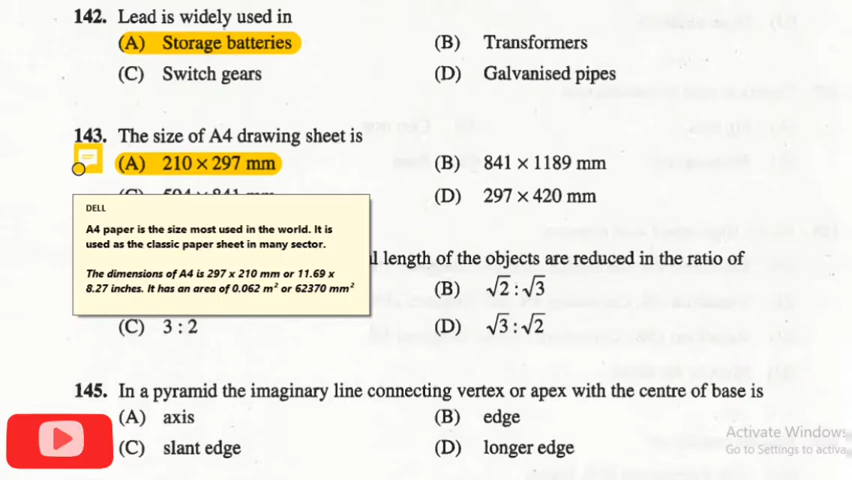 142. Lead is widely used in
(A) Storage batteries (B) Transformers
(C) Switch gears (D) Galvanised pipes
143. The size of A4 drawing sheet is
(A) 210 × 297 mm (B) 841 × 1189 mm
(C) 594 × 841 mm (D) 297 × 420 mm
DELL
A4 paper is the size most used in the world. It is
used as the classic paper sheet in many sector.
The dimensions of A4 is 297 x 210 mm or 11.69 x
8.27 inches. It has an area of 0.062 m² or 62370 mm²
length of the objects are reduced in the ratio of
(B) √2 : √3
(C) 3 : 2 (D) √3 : √2
145. In a pyramid the imaginary line connecting vertex or apex with the centre of base is
(A) axis (B) edge
(C) slant edge (D) longer edge
Activate Windows
Go to Settings to activa